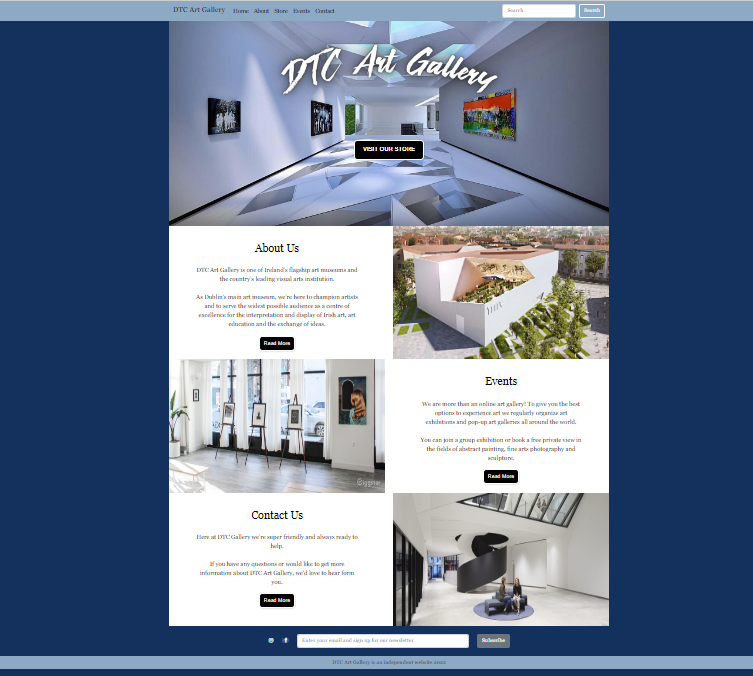 DTC Art Gallery Home About Store Events Contact Search Search
DTC Art Gallery
VISIT OUR STORE
About Us
DTC Art Gallery is one of Ireland's flagship art museums and
the country's leading visual arts institution.
As Dublin's main art museum, we're here to champion artists
and to serve the widest possible audience as a centre of
excellence for the interpretation and display of Irish art, art
education and the exchange of ideas.
Read More
Events
We are more than an online art gallery! To give you the best
options to experience art we regularly organize art
exhibitions and pop-up art galleries all around the world.
You can join a group exhibition or book a free private view in
the fields of abstract painting, fine arts photography and
sculpture.
Read More
Contact Us
Here at DTC Gallery we're super friendly and always ready to
help.
If you have any questions or would like to get more
information about DTC Art Gallery, we'd love to hear form
you.
Read More
Enter your email and sign up for our newsletter Subscribe
DTC Art Gallery is an independent website 2022